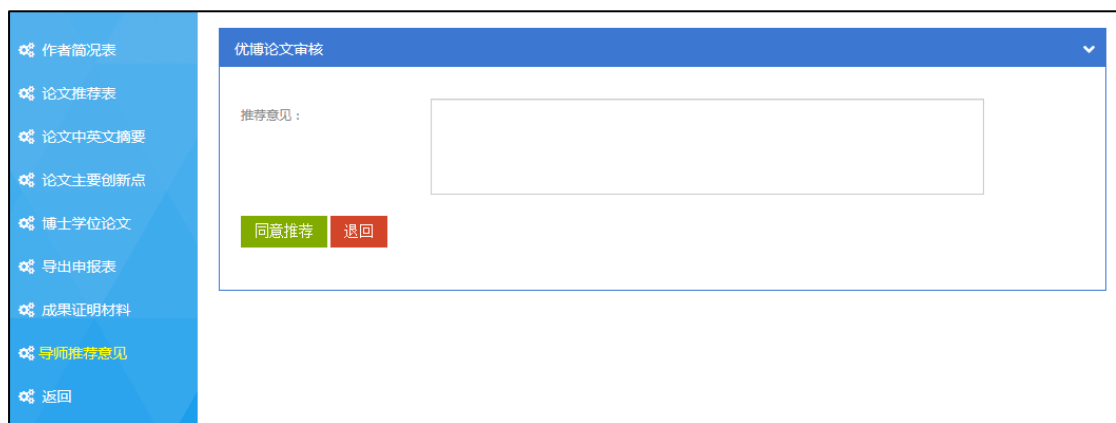 作者简况表
论文推荐表
论文中英文摘要
论文主要创新点
博士学位论文
导出申报表
成果证明材料
导师推荐意见
返回
优博论文审核
推荐意见：
同意推荐 退回